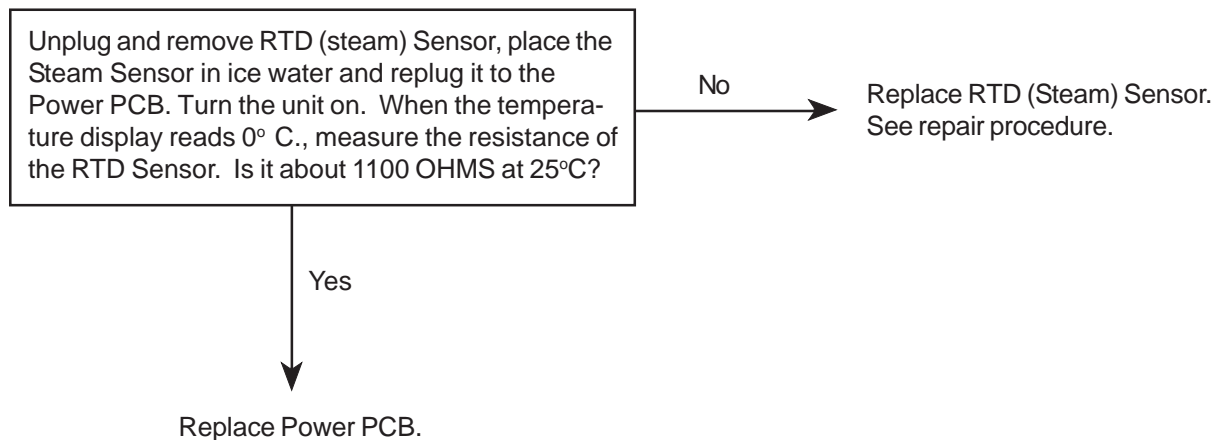 Unplug and remove RTD (steam) Sensor, place the
Steam Sensor in ice water and replug it to the
Power PCB. Turn the unit on.  When the tempera-
ture display reads 0° C., measure the resistance of
the RTD Sensor.  Is it about 1100 OHMS at 25°C?
No
Replace RTD (Steam) Sensor.
See repair procedure.
Yes
Replace Power PCB.